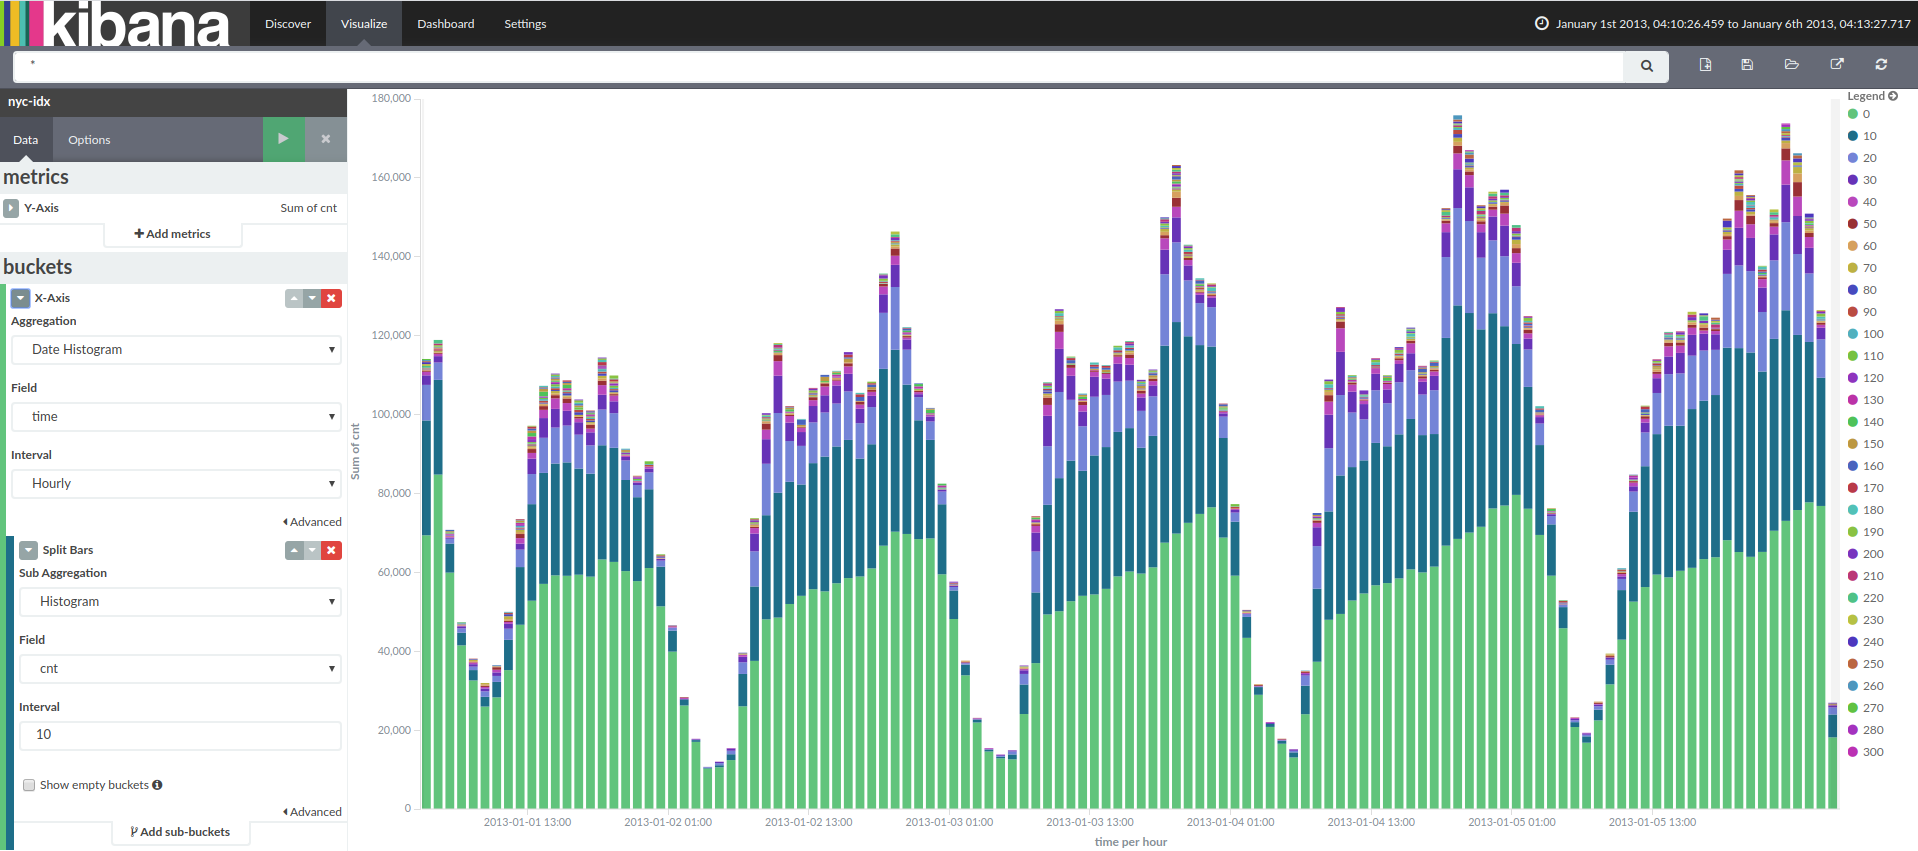 kibana
Discover
Visualize
Dashboard
Settings
January 1st 2013, 04:10:26.459 to January 6th 2013, 04:13:27.717
*
nyc-idx
Data
Options
metrics
Y-Axis
Sum of cnt
Add metrics
buckets
X-Axis
Aggregation
Date Histogram
Field
time
Interval
Hourly
Advanced
Split Bars
Sub Aggregation
Histogram
Field
cnt
Interval
10
Show empty buckets
Advanced
Add sub-buckets
Sum of cnt
180,000
160,000
140,000
120,000
100,000
80,000
60,000
40,000
20,000
0
2013-01-01 13:00
2013-01-02 01:00
2013-01-02 13:00
2013-01-03 01:00
2013-01-03 13:00
2013-01-04 01:00
2013-01-04 13:00
2013-01-05 01:00
2013-01-05 13:00
time per hour
Legend
0
10
20
30
40
50
60
70
80
90
100
110
120
130
140
150
160
170
180
190
200
210
220
230
240
250
260
270
280
300